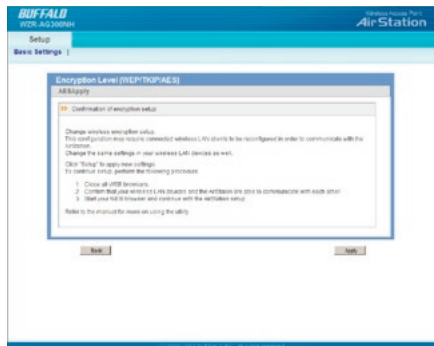 BUFFALO
WZR-AG300NH
Wireless Access Point
AirStation
Setup
Basic Settings |
Encryption Level (WEP/TKIP/AES)
AES Apply
Confirmation of encryption setup
Change wireless encryption setup.
This configuration may require connected wireless LAN clients to be reconfigured in order to communicate with the
AirStation.
Change the same settings in your wireless LAN devices as well.
Click "Setup" to apply new settings.
To continue setup, perform the following procedure.
1. Close all WEB browsers.
2. Confirm that your wireless LAN devices and the AirStation are able to communicate with each other.
3. Start your WEB browser and continue with the AirStation setup.
Refer to the manual for more on using the utility.
Back
Apply